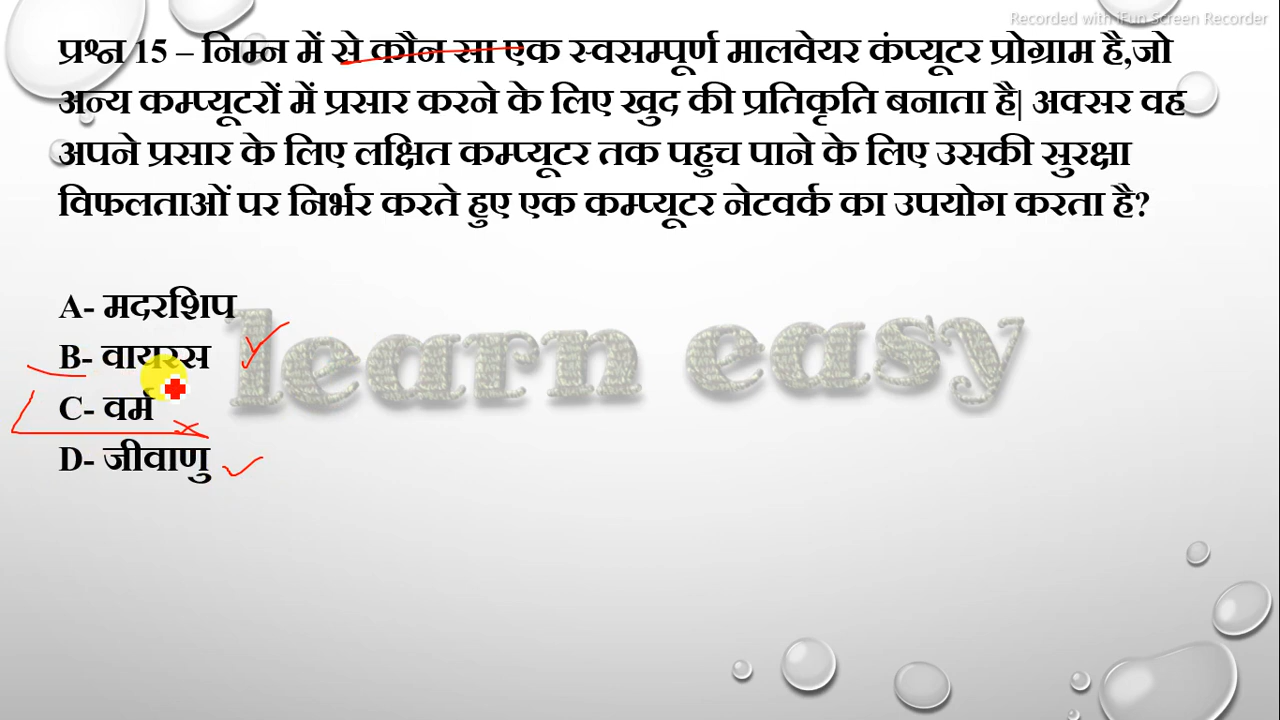 Recorded with iFun Screen Recorder
प्रश्न 15 – निम्न में से कौन सा एक स्वसम्पूर्ण मालवेयर कंप्यूटर प्रोग्राम है,जो
अन्य कम्प्यूटरों में प्रसार करने के लिए खुद की प्रतिकृति बनाता है| अक्सर वह
अपने प्रसार के लिए लक्षित कम्प्यूटर तक पहुच पाने के लिए उसकी सुरक्षा
विफलताओं पर निर्भर करते हुए एक कम्प्यूटर नेटवर्क का उपयोग करता है?
A- मदरशिप
B- वायरस
C- वर्म
D- जीवाणु
learn easy